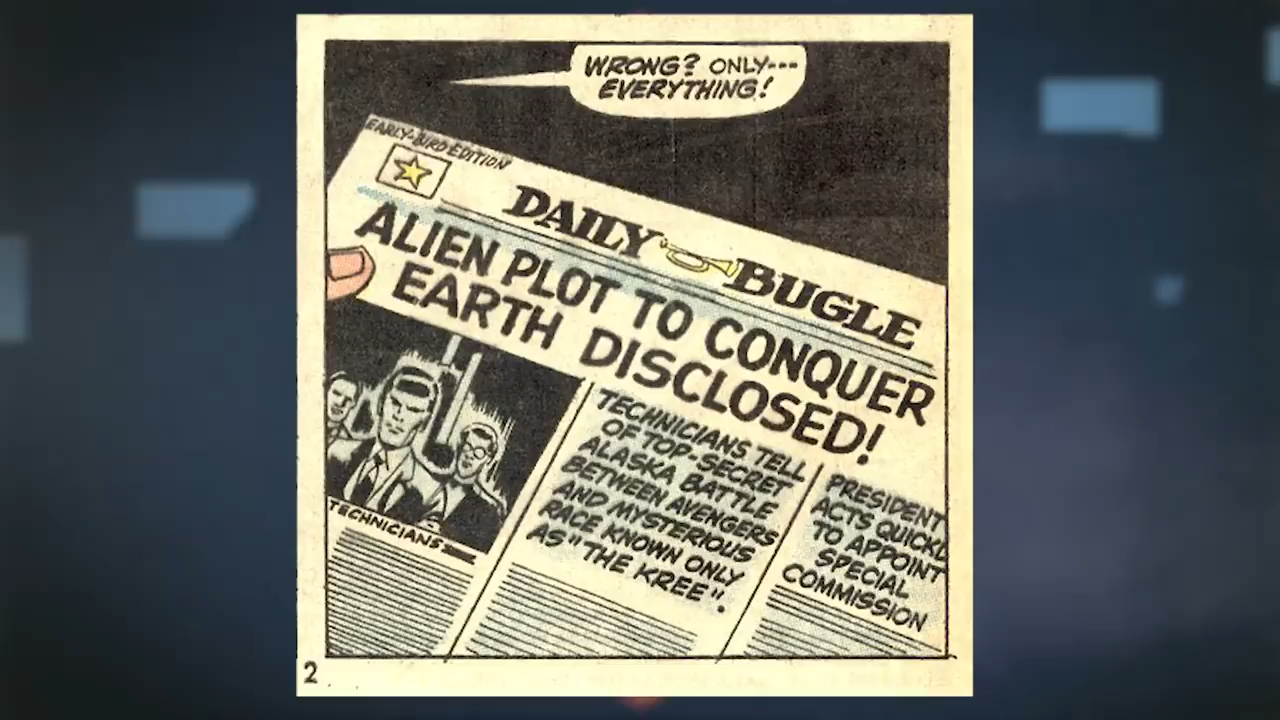 WRONG? ONLY---
EVERYTHING!
EARLY-BIRD EDITION
DAILY BUGLE
ALIEN PLOT TO CONQUER
EARTH DISCLOSED!
TECHNICIANS
TECHNICIANS TELL
OF TOP-SECRET
ALASKA BATTLE
BETWEEN AVENGERS
AND MYSTERIOUS
RACE KNOWN ONLY
AS "THE KREE".
PRESIDENT
ACTS QUICKL
TO APPOINT
SPECIAL
COMMISSION
2